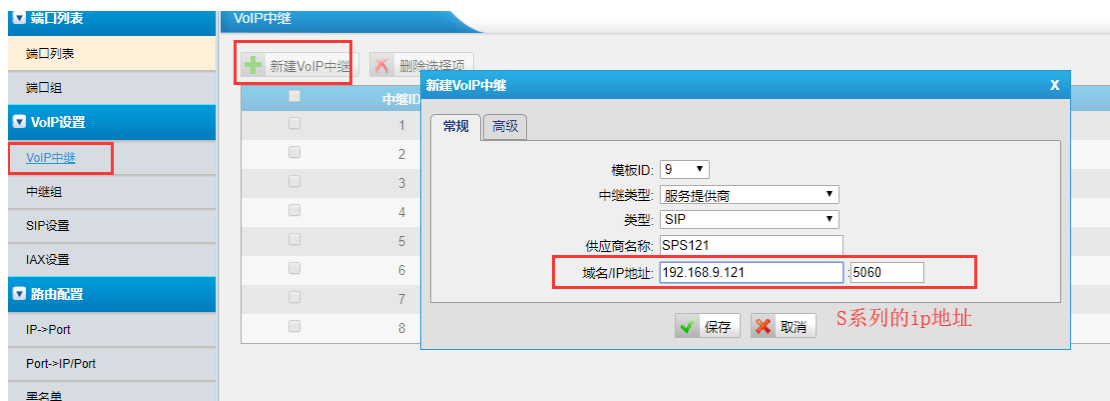 端口列表
VoIP中继
端口列表
端口组
VoIP设置
VoIP中继
中继组
SIP设置
IAX设置
路由配置
IP->Port
Port->IP/Port
黑名单
新建VoIP中继
删除选择项
中继ID
1
2
3
4
5
6
7
8
新建VoIP中继 X
常规 高级
模板ID: 9
中继类型: 服务提供商
类型: SIP
供应商名称: SPS121
域名/IP地址: 192.168.9.121 :5060
保存 取消
S系列的ip地址